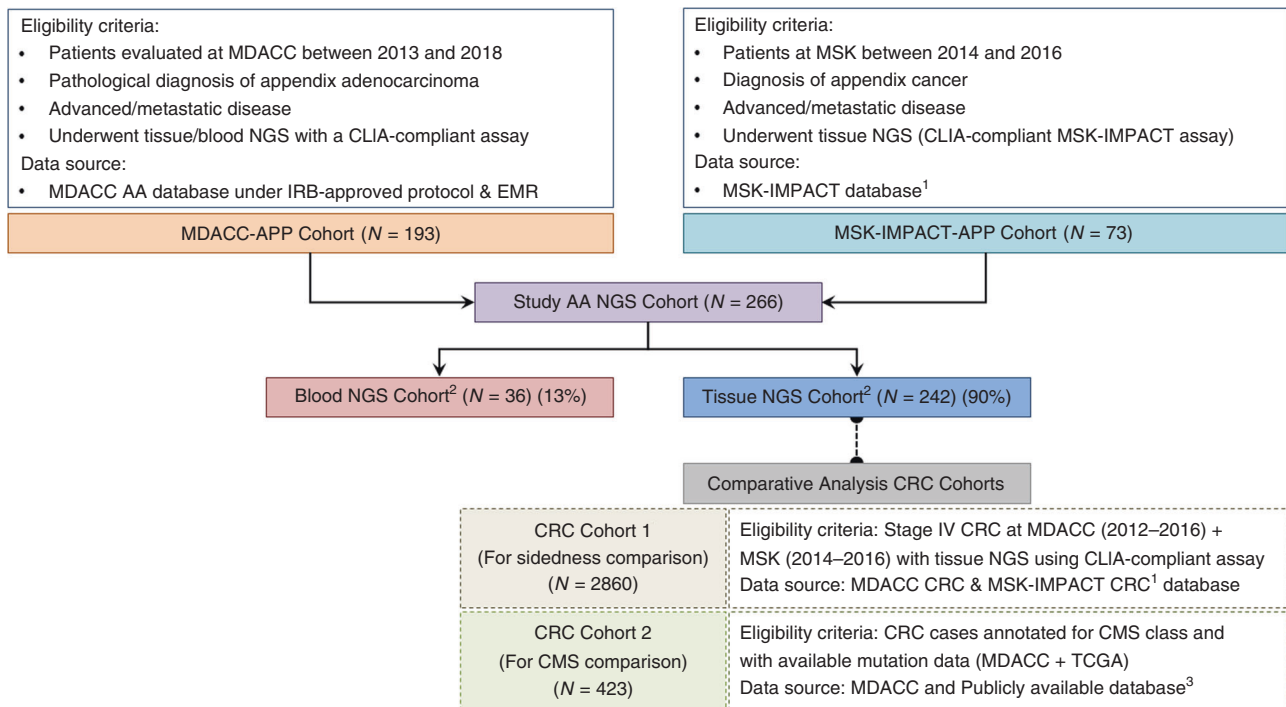 Eligibility criteria:
• Patients evaluated at MDACC between 2013 and 2018
• Pathological diagnosis of appendix adenocarcinoma
• Advanced/metastatic disease
• Underwent tissue/blood NGS with a CLIA-compliant assay
Data source:
• MDACC AA database under IRB-approved protocol & EMR
MDACC-APP Cohort (N = 193)
Eligibility criteria:
• Patients at MSK between 2014 and 2016
• Diagnosis of appendix cancer
• Advanced/metastatic disease
• Underwent tissue NGS (CLIA-compliant MSK-IMPACT assay)
Data source:
• MSK-IMPACT database¹
MSK-IMPACT-APP Cohort (N = 73)
Study AA NGS Cohort (N = 266)
Blood NGS Cohort² (N = 36) (13%)
Tissue NGS Cohort² (N = 242) (90%)
Comparative Analysis CRC Cohorts
CRC Cohort 1
(For sidedness comparison)
(N = 2860)
Eligibility criteria: Stage IV CRC at MDACC (2012–2016) +
MSK (2014–2016) with tissue NGS using CLIA-compliant assay
Data source: MDACC CRC & MSK-IMPACT CRC¹ database
CRC Cohort 2
(For CMS comparison)
(N = 423)
Eligibility criteria: CRC cases annotated for CMS class and
with available mutation data (MDACC + TCGA)
Data source: MDACC and Publicly available database³